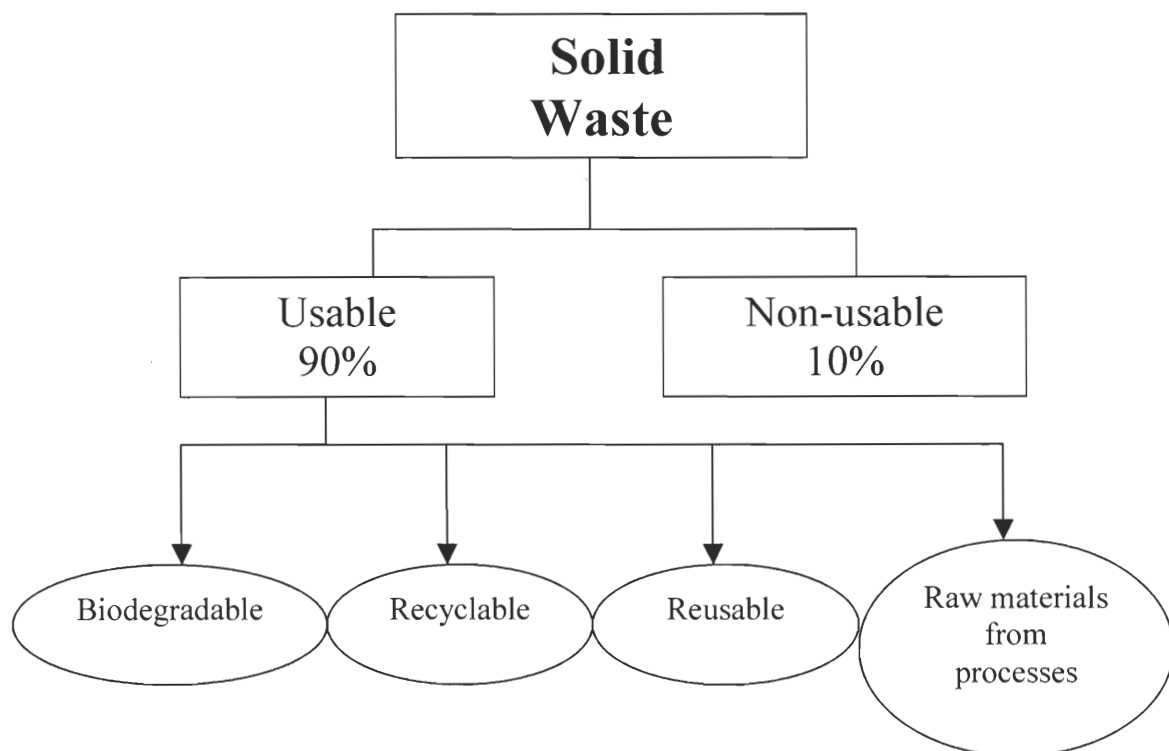 Solid
Waste
Usable
90%
Non-usable
10%
Biodegradable
Recyclable
Reusable
Raw materials
from
processes